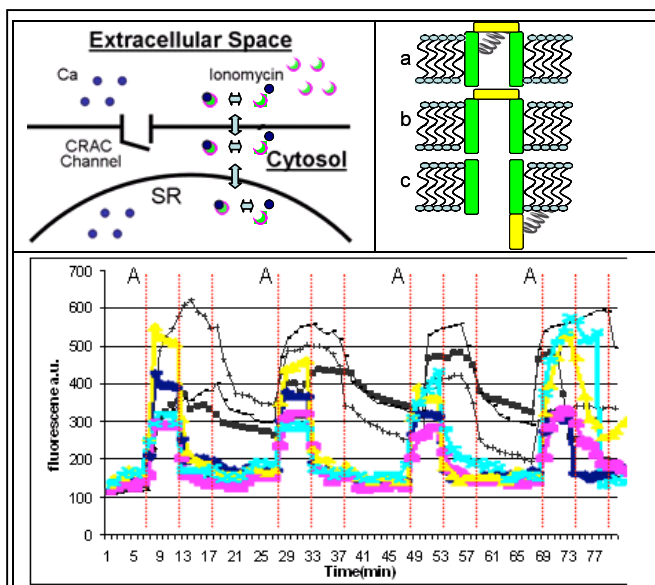 Extracellular Space
Ca
Ionomycin
CRAC
Channel
Cytosol
SR
a
b
c
A A A A
700
600
500
400
300
200
100
0
fluorescene a.u.
1 5 9 13 17 21 25 29 33 37 41 45 49 53 57 61 65 69 73 77
Time(min)